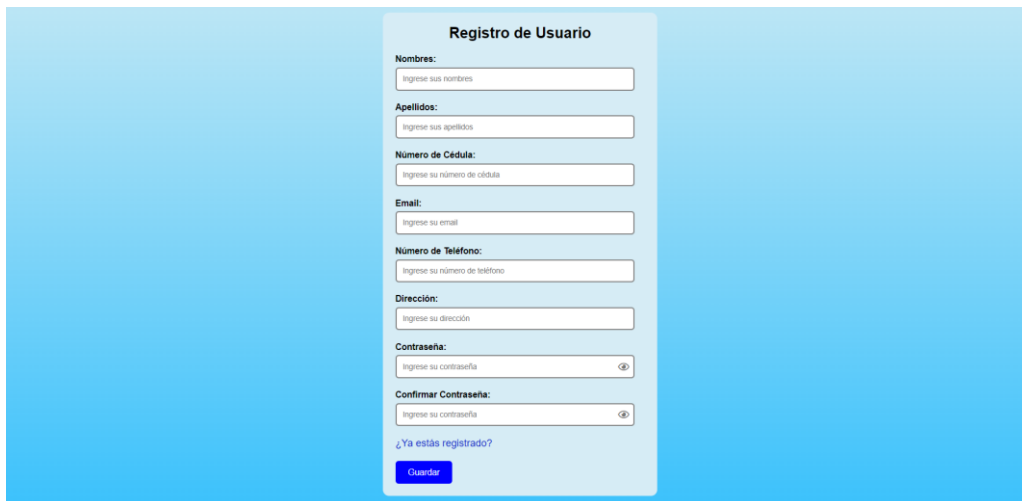 Registro de Usuario
Nombres:
Ingrese sus nombres
Apellidos:
Ingrese sus apellidos
Número de Cédula:
Ingrese su número de cédula
Email:
Ingrese su email
Número de Teléfono:
Ingrese su número de teléfono
Dirección:
Ingrese su dirección
Contraseña:
Ingrese su contraseña
Confirmar Contraseña:
Ingrese su contraseña
¿Ya estás registrado?
Guardar